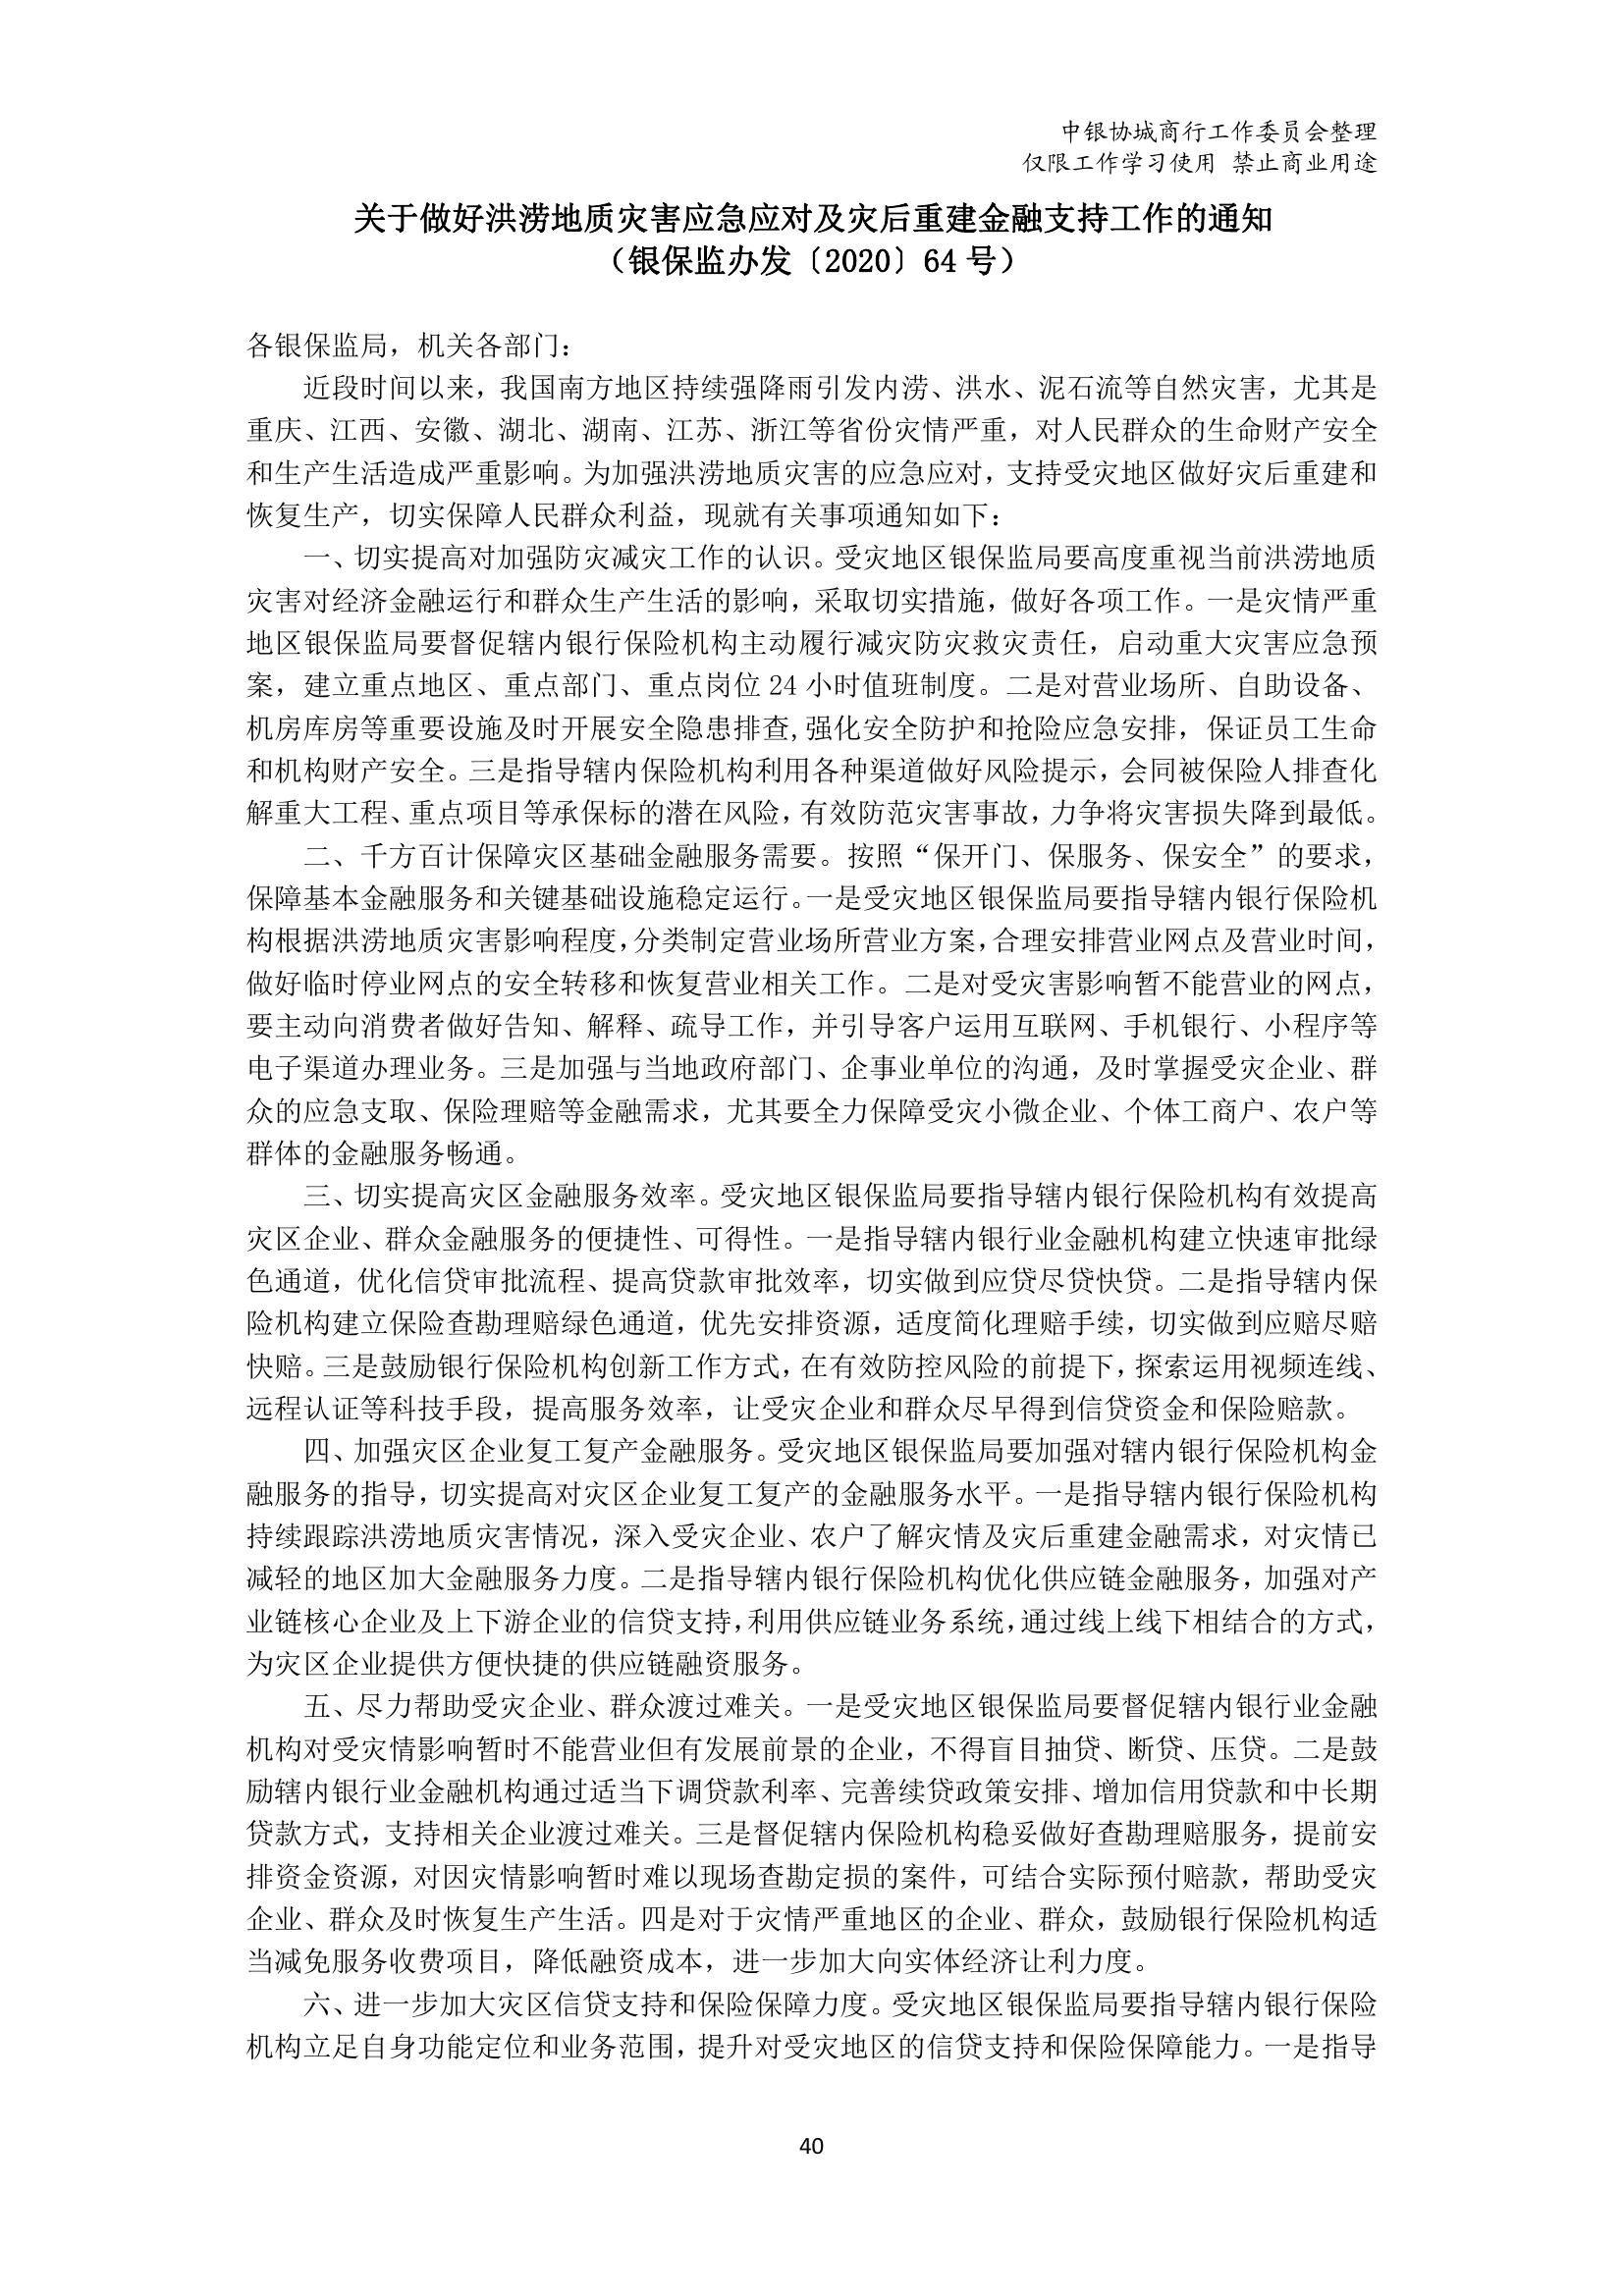 中银协城商行工作委员会整理
仅限工作学习使用 禁止商业用途
关于做好洪涝地质灾害应急应对及灾后重建金融支持工作的通知
（银保监办发〔2020〕64 号）
各银保监局，机关各部门：
近段时间以来，我国南方地区持续强降雨引发内涝、洪水、泥石流等自然灾害，尤其是
重庆、江西、安徽、湖北、湖南、江苏、浙江等省份灾情严重，对人民群众的生命财产安全
和生产生活造成严重影响。为加强洪涝地质灾害的应急应对，支持受灾地区做好灾后重建和
恢复生产，切实保障人民群众利益，现就有关事项通知如下：
一、切实提高对加强防灾减灾工作的认识。受灾地区银保监局要高度重视当前洪涝地质
灾害对经济金融运行和群众生产生活的影响，采取切实措施，做好各项工作。一是灾情严重
地区银保监局要督促辖内银行保险机构主动履行减灾防灾救灾责任，启动重大灾害应急预
案，建立重点地区、重点部门、重点岗位 24 小时值班制度。二是对营业场所、自助设备、
机房库房等重要设施及时开展安全隐患排查,强化安全防护和抢险应急安排，保证员工生命
和机构财产安全。三是指导辖内保险机构利用各种渠道做好风险提示，会同被保险人排查化
解重大工程、重点项目等承保标的潜在风险，有效防范灾害事故，力争将灾害损失降到最低。
二、千方百计保障灾区基础金融服务需要。按照“保开门、保服务、保安全”的要求，
保障基本金融服务和关键基础设施稳定运行。一是受灾地区银保监局要指导辖内银行保险机
构根据洪涝地质灾害影响程度，分类制定营业场所营业方案，合理安排营业网点及营业时间，
做好临时停业网点的安全转移和恢复营业相关工作。二是对受灾害影响暂不能营业的网点，
要主动向消费者做好告知、解释、疏导工作，并引导客户运用互联网、手机银行、小程序等
电子渠道办理业务。三是加强与当地政府部门、企事业单位的沟通，及时掌握受灾企业、群
众的应急支取、保险理赔等金融需求，尤其要全力保障受灾小微企业、个体工商户、农户等
群体的金融服务畅通。
三、切实提高灾区金融服务效率。受灾地区银保监局要指导辖内银行保险机构有效提高
灾区企业、群众金融服务的便捷性、可得性。一是指导辖内银行业金融机构建立快速审批绿
色通道，优化信贷审批流程、提高贷款审批效率，切实做到应贷尽贷快贷。二是指导辖内保
险机构建立保险查勘理赔绿色通道，优先安排资源，适度简化理赔手续，切实做到应赔尽赔
快赔。三是鼓励银行保险机构创新工作方式，在有效防控风险的前提下，探索运用视频连线、
远程认证等科技手段，提高服务效率，让受灾企业和群众尽早得到信贷资金和保险赔款。
四、加强灾区企业复工复产金融服务。受灾地区银保监局要加强对辖内银行保险机构金
融服务的指导，切实提高对灾区企业复工复产的金融服务水平。一是指导辖内银行保险机构
持续跟踪洪涝地质灾害情况，深入受灾企业、农户了解灾情及灾后重建金融需求，对灾情已
减轻的地区加大金融服务力度。二是指导辖内银行保险机构优化供应链金融服务，加强对产
业链核心企业及上下游企业的信贷支持，利用供应链业务系统，通过线上线下相结合的方式，
为灾区企业提供方便快捷的供应链融资服务。
五、尽力帮助受灾企业、群众渡过难关。一是受灾地区银保监局要督促辖内银行业金融
机构对受灾情影响暂时不能营业但有发展前景的企业，不得盲目抽贷、断贷、压贷。二是鼓
励辖内银行业金融机构通过适当下调贷款利率、完善续贷政策安排、增加信用贷款和中长期
贷款方式，支持相关企业渡过难关。三是督促辖内保险机构稳妥做好查勘理赔服务，提前安
排资金资源，对因灾情影响暂时难以现场查勘定损的案件，可结合实际预付赔款，帮助受灾
企业、群众及时恢复生产生活。四是对于灾情严重地区的企业、群众，鼓励银行保险机构适
当减免服务收费项目，降低融资成本，进一步加大向实体经济让利力度。
六、进一步加大灾区信贷支持和保险保障力度。受灾地区银保监局要指导辖内银行保险
机构立足自身功能定位和业务范围，提升对受灾地区的信贷支持和保险保障能力。一是指导
40